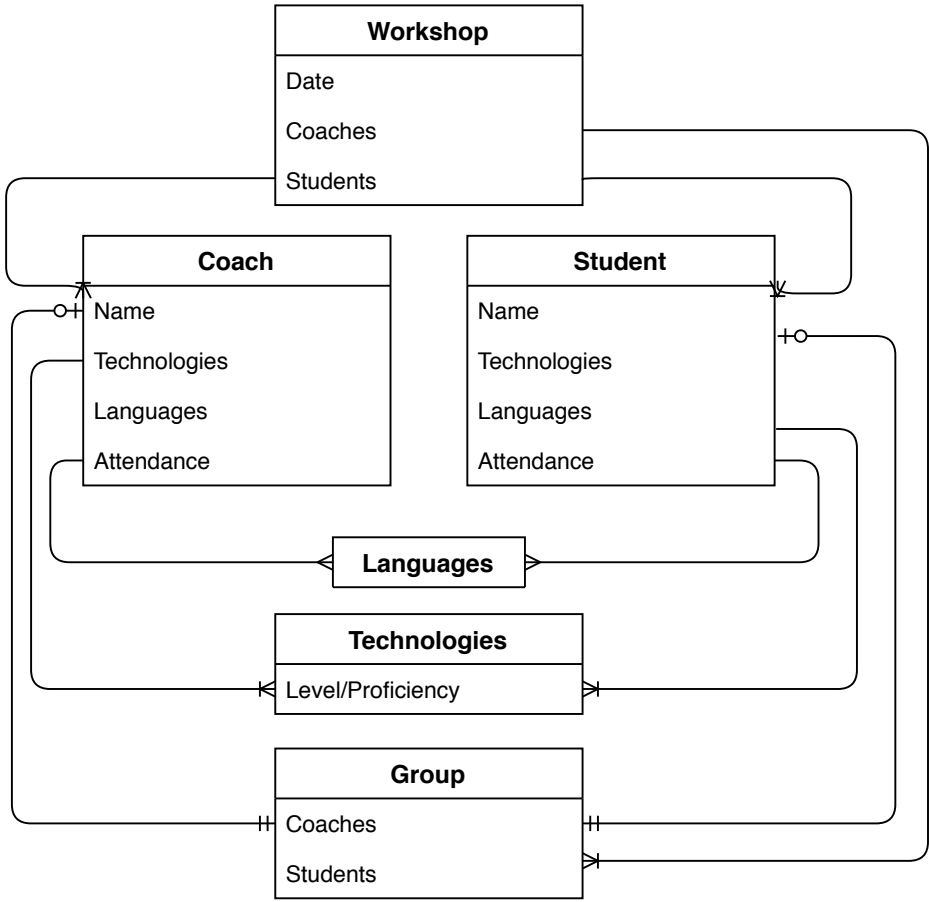 Workshop
Date
Coaches
Students
Coach
Name
Technologies
Languages
Attendance
Student
Name
Technologies
Languages
Attendance
Languages
Technologies
Level/Proficiency
Group
Coaches
Students